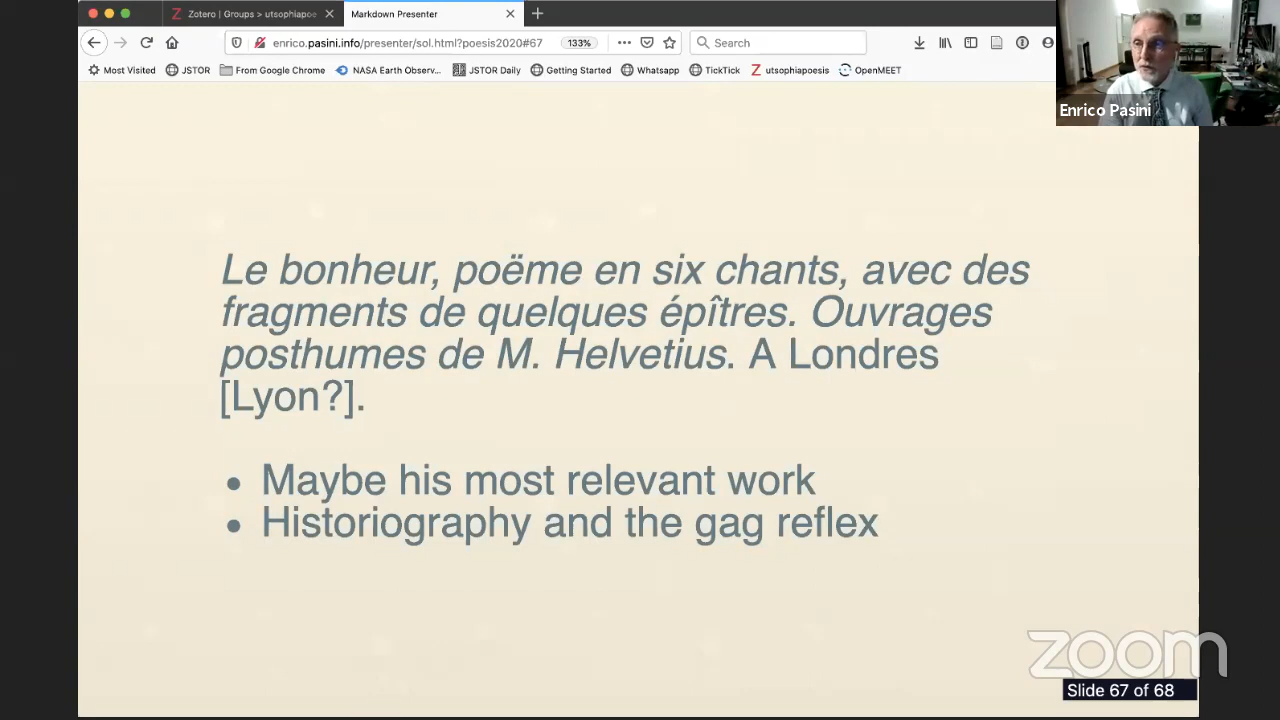 Zotero | Groups > utsophiapoe
Markdown Presenter
enrico.pasini.info/presenter/sol.html?poesis2020#67
133%
Search
Most Visited
JSTOR
From Google Chrome
NASA Earth Observ...
JSTOR Daily
Getting Started
Whatsapp
TickTick
utsophiapoesis
OpenMEET
Enrico Pasini
Le bonheur, poëme en six chants, avec des
fragments de quelques épîtres. Ouvrages
posthumes de M. Helvetius. A Londres
[Lyon?].
• Maybe his most relevant work
• Historiography and the gag reflex
zoom
Slide 67 of 68